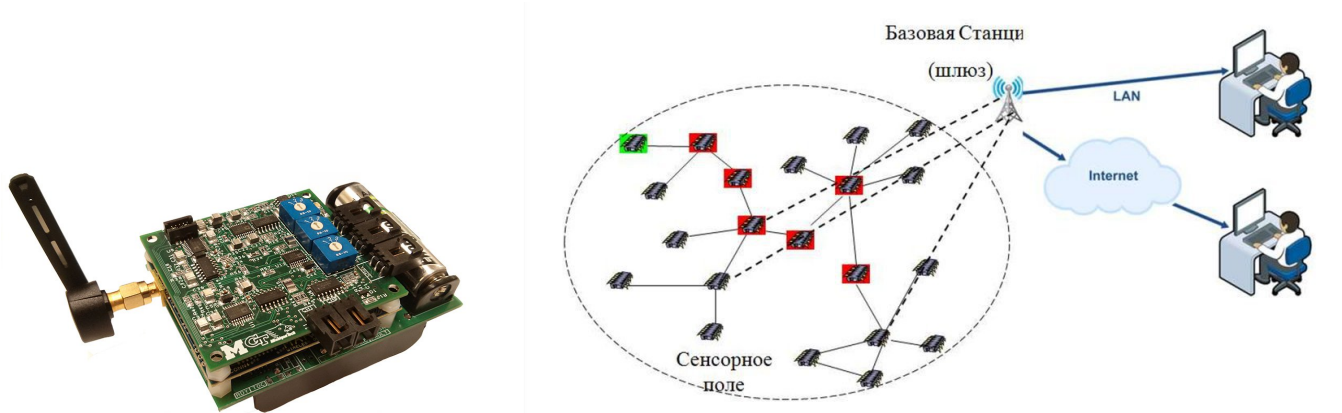 Базовая Станци
(шлюз)
LAN
Internet
Сенсорное
поле